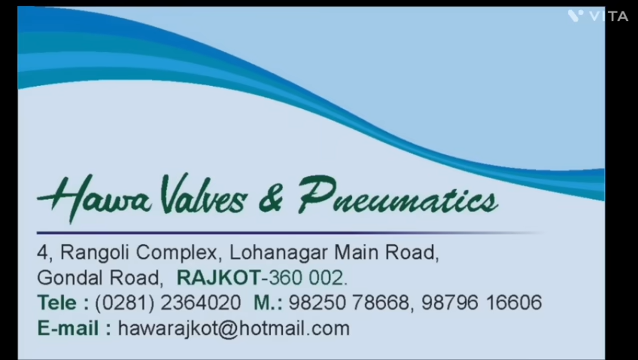 VITA
Hawa Valves & Pneumatics
4, Rangoli Complex, Lohanagar Main Road,
Gondal Road, RAJKOT-360 002.
Tele : (0281) 2364020 M.: 98250 78668, 98796 16606
E-mail : hawarajkot@hotmail.com